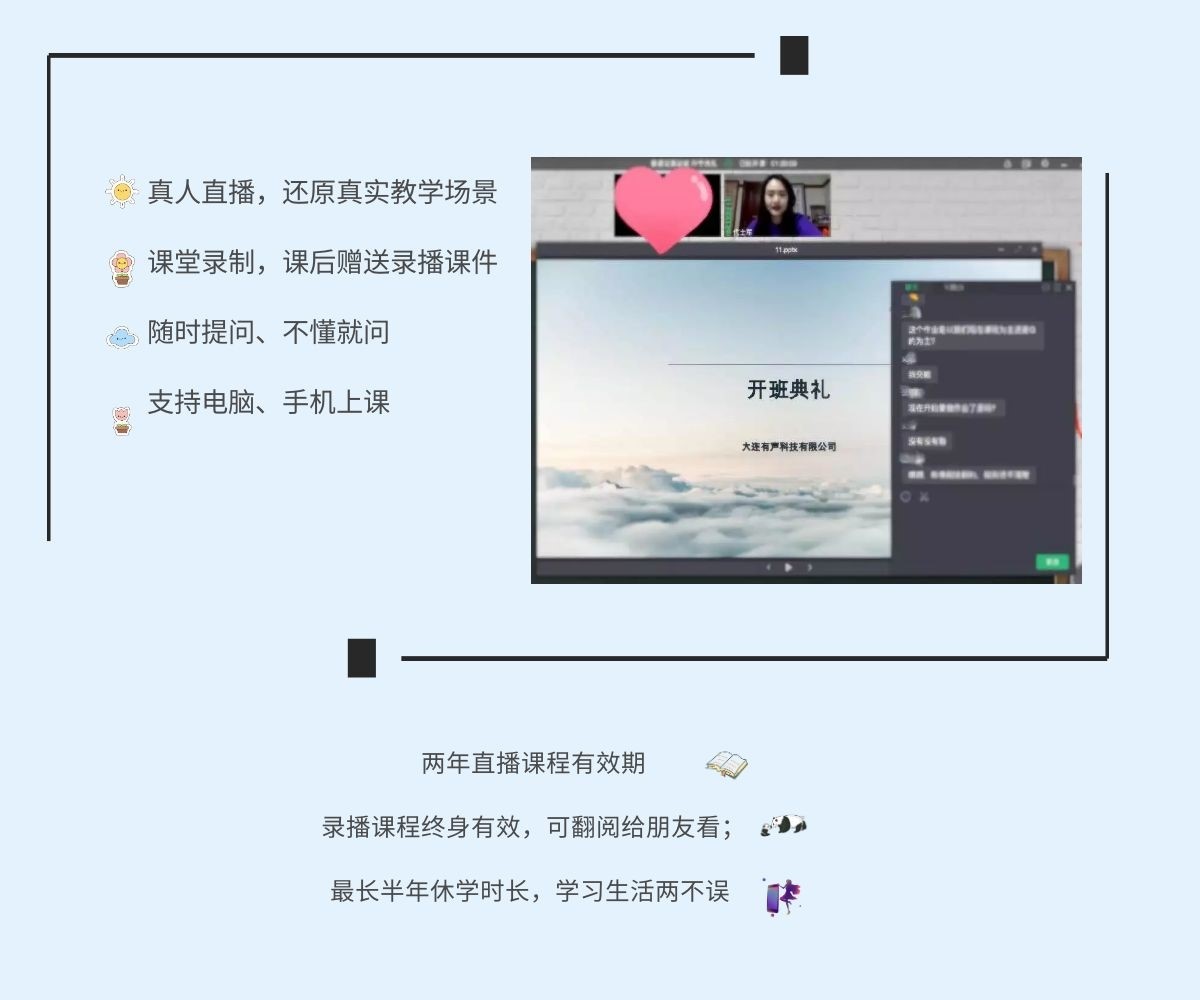 真人直播，还原真实教学场景
课堂录制，课后赠送录播课件
随时提问、不懂就问
支持电脑、手机上课
11.pptx
开班典礼
大连有声科技有限公司
没有没有勒
两年直播课程有效期
录播课程终身有效，可翻阅给朋友看；
最长半年休学时长，学习生活两不误